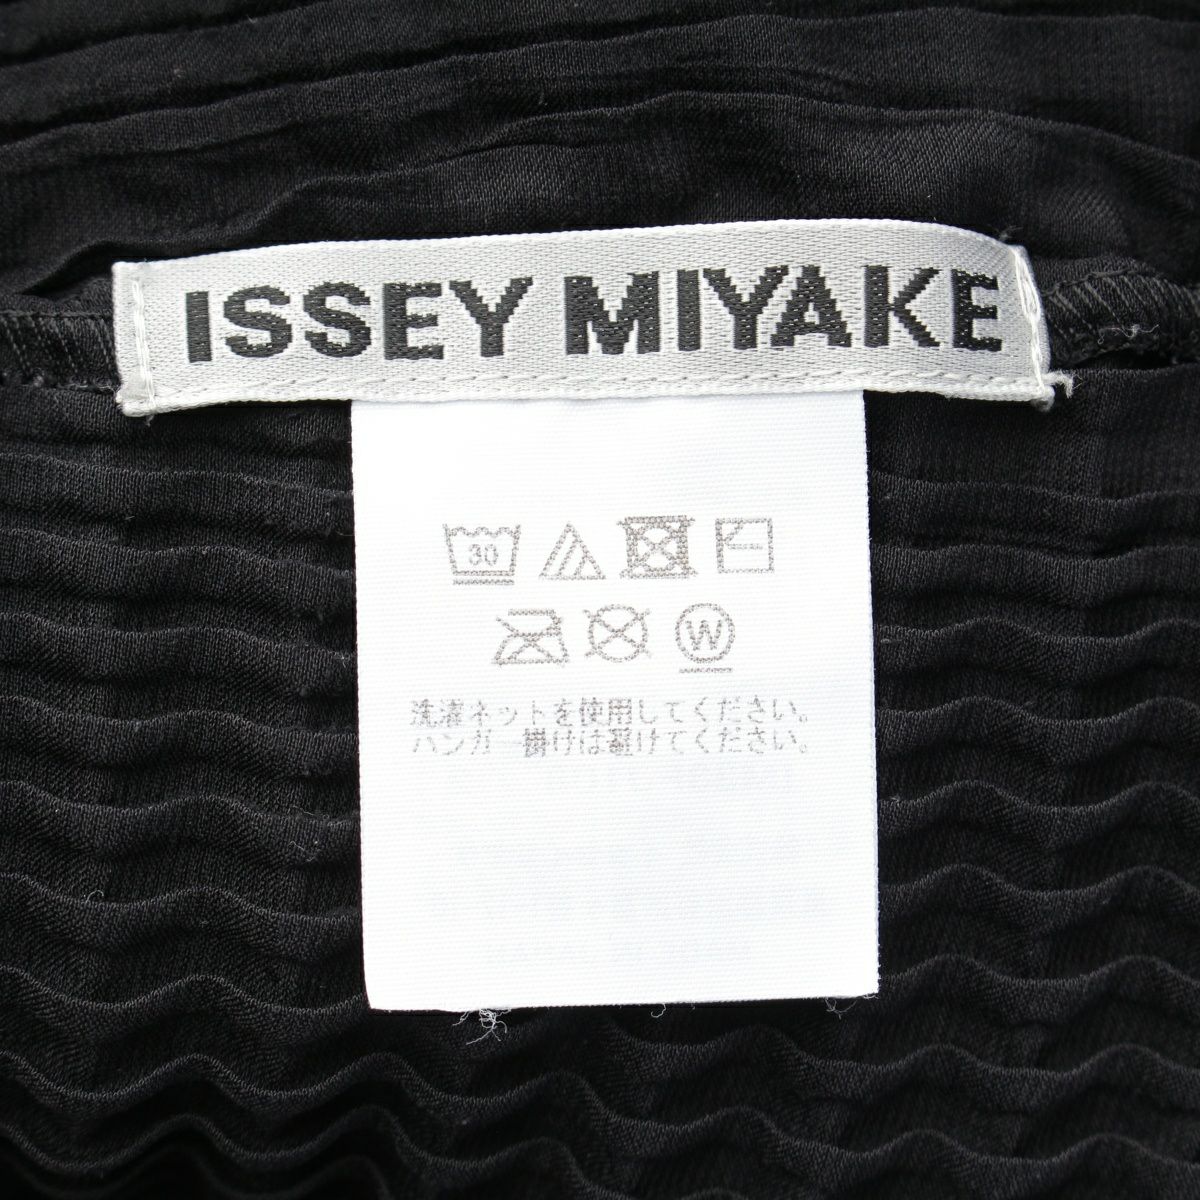 ISSEY MIYAKE
30
W
洗濯ネットを使用してください。
ハンガ 掛けは避けてください。